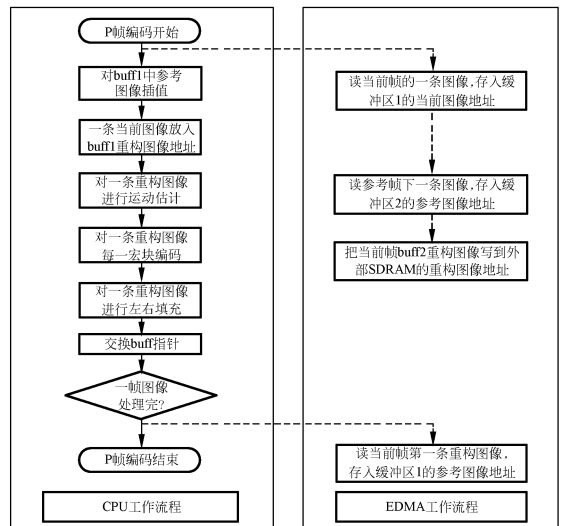 P帧编码开始
对buff1中参考
图像插值
一条当前图像放入
buff1重构图像地址
对一条重构图像
进行运动估计
对一条重构图像
每一宏块编码
对一条重构图像
进行左右填充
交换buff指针
一帧图像
处理完?
P帧编码结束
CPU工作流程
读当前帧的一条图像,存入缓
冲区1的当前图像地址
读参考帧下一条图像,存入缓
冲区2的参考图像地址
把当前帧buff2重构图像写到外
部SDRAM的重构图像地址
读当前帧第一条重构图像,
存入缓冲区1的参考图像地址
EDMA工作流程